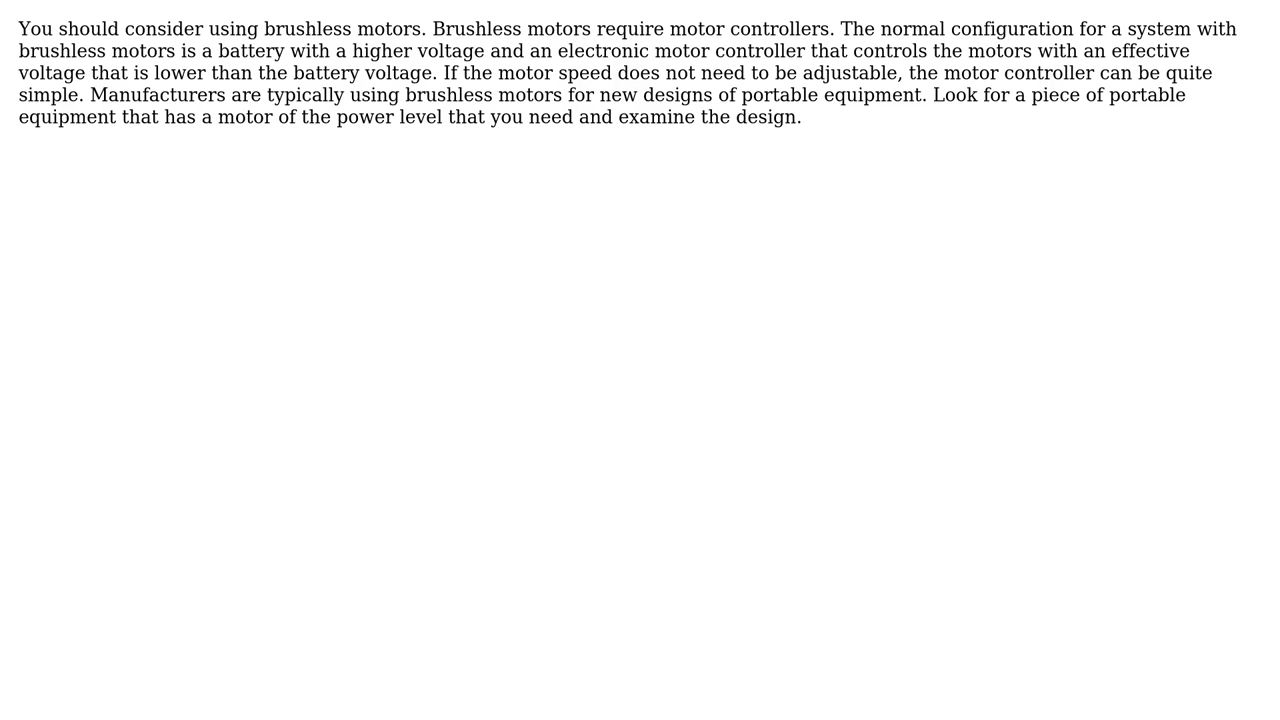 You should consider using brushless motors. Brushless motors require motor controllers. The normal configuration for a system with
brushless motors is a battery with a higher voltage and an electronic motor controller that controls the motors with an effective
voltage that is lower than the battery voltage. If the motor speed does not need to be adjustable, the motor controller can be quite
simple. Manufacturers are typically using brushless motors for new designs of portable equipment. Look for a piece of portable
equipment that has a motor of the power level that you need and examine the design.